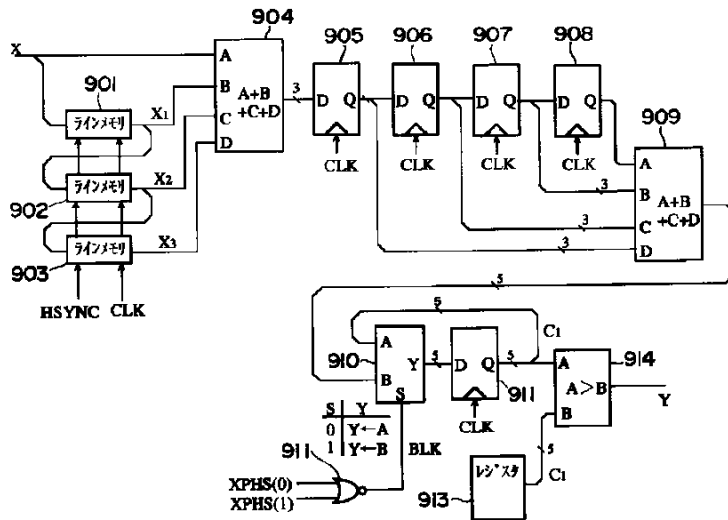 904
905 906 907 908
X
901
A
B
C
D
A+B
+C+D
3
D Q
D Q
D Q
D Q
CLK
CLK
CLK
CLK
909
ラインメモリ
X1
ラインメモリ
X2
902
ラインメモリ
X3
903
HSYNC CLK
A
B
C
D
A+B
+C+D
3
3
3
5
5
C1
910
A
B
Y
S
5
D Q
5
911
CLK
A
B
A>B
914
Y
S Y
0 Y←A
1 Y←B
BLK
911
XPHS(0)
XPHS(1)
レジスタ
913
5
C1